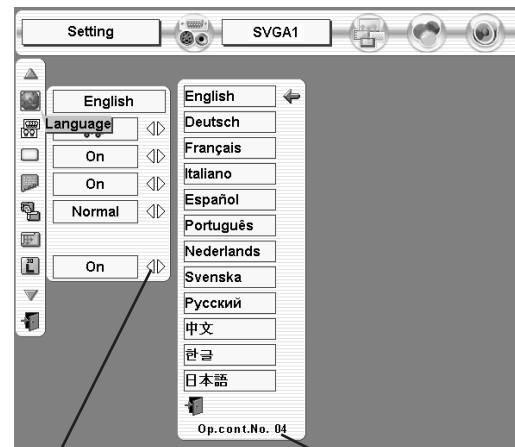 Setting
SVGA1
English
Language
On
On
Normal
On
English
Deutsch
Français
Italiano
Español
Português
Nederlands
Svenska
Русский
中文
한글
日本語
Op.cont.No. 04